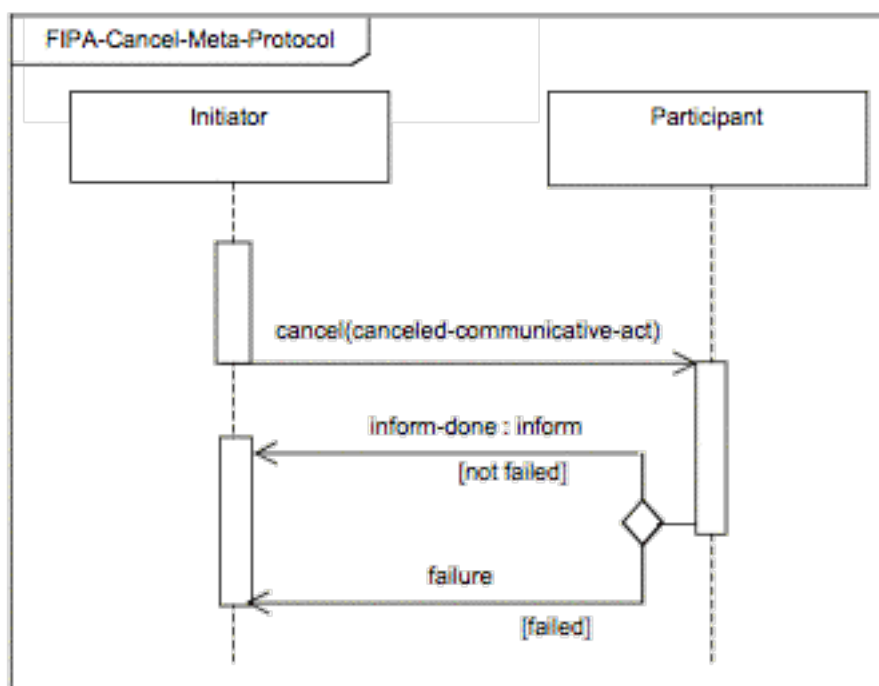 FIPA-Cancel-Meta-Protocol
Initiator
Participant
cancel(canceled-communicative-act)
inform-done : inform
[not failed]
failure
[failed]